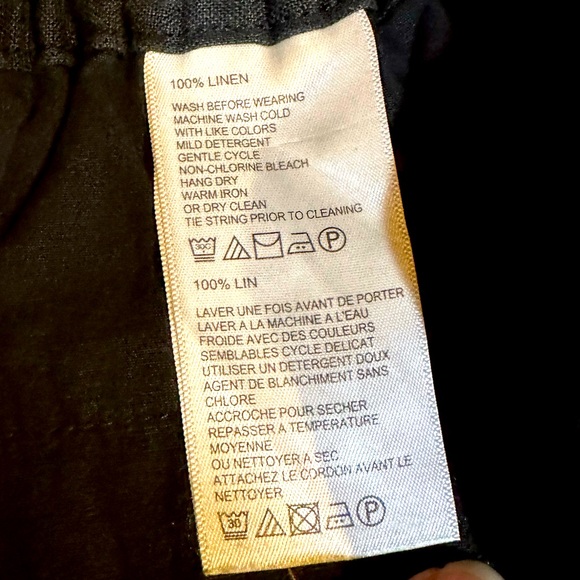 100% LINEN
WASH BEFORE WEARING
MACHINE WASH COLD
WITH LIKE COLORS
MILD DETERGENT
GENTLE CYCLE
NON-CHLORINE BLEACH
HANG DRY
WARM IRON
OR DRY CLEAN
TIE STRING PRIOR TO CLEANING
30C P
100% LIN
LAVER UNE FOIS AVANT DE PORTER
LAVER A LA MACHINE A L'EAU
FROIDE AVEC DES COULEURS
SEMBLABLES CYCLE DELICAT
UTILISER UN DETERGENT DOUX
AGENT DE BLANCHIMENT SANS
CHLORE
ACCROCHE POUR SECHER
REPASSER A TEMPERATURE
MOYENNE
OU NETTOYER A SEC
ATTACHEZ LE CORDON AVANT LE
NETTOYER
30 P